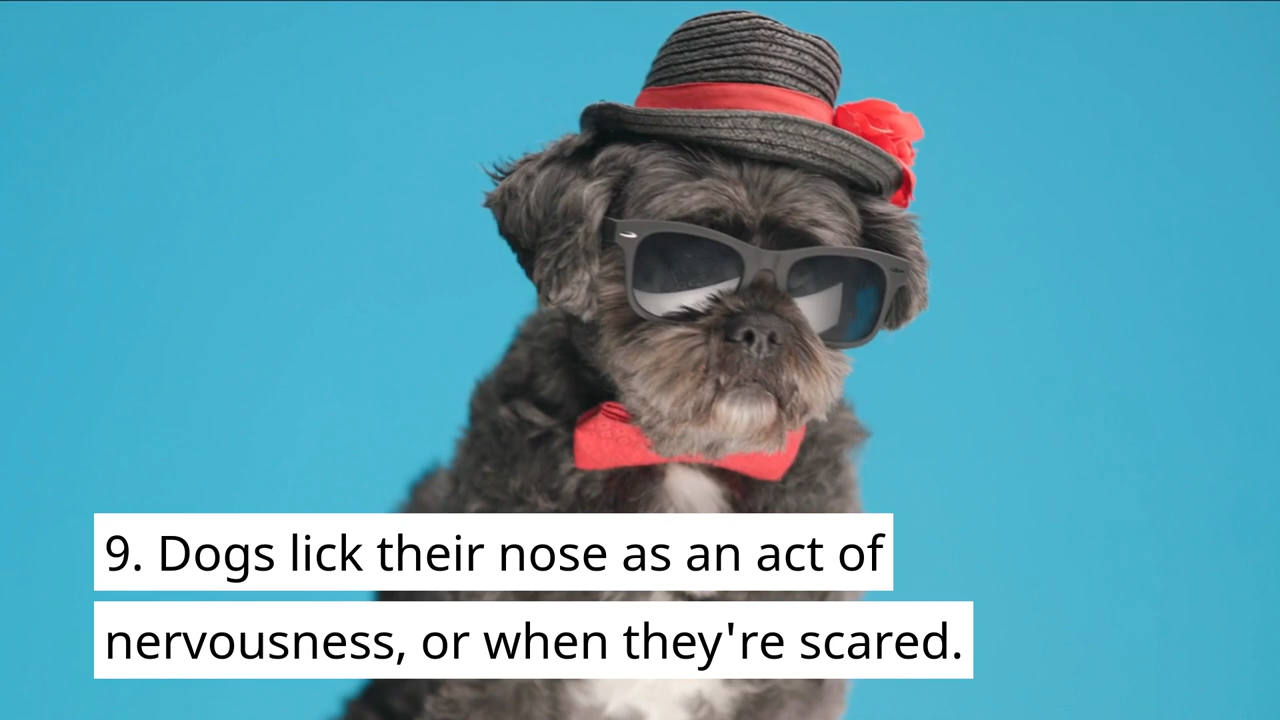 9. Dogs lick their nose as an act of
nervousness, or when they're scared.